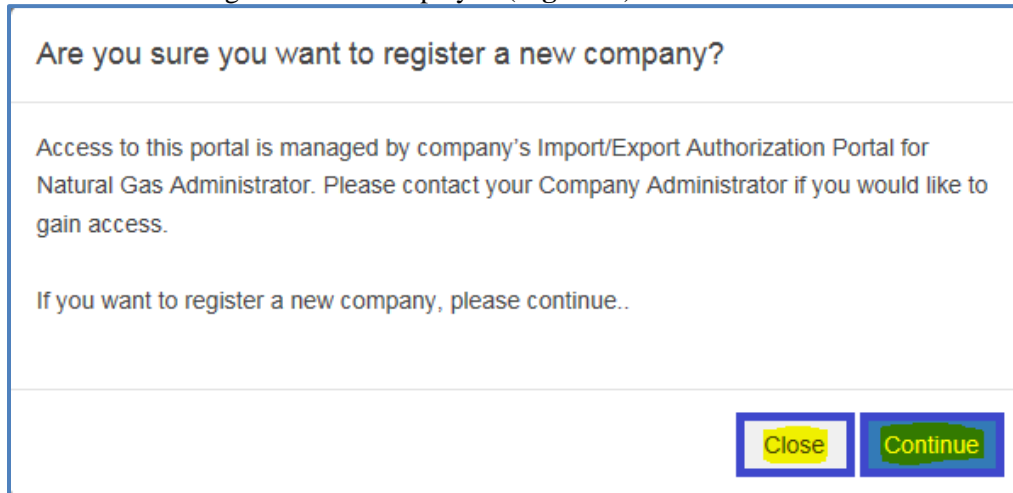 Are you sure you want to register a new company?
Access to this portal is managed by company's Import/Export Authorization Portal for
Natural Gas Administrator. Please contact your Company Administrator if you would like to
gain access.
If you want to register a new company, please continue..
Close Continue